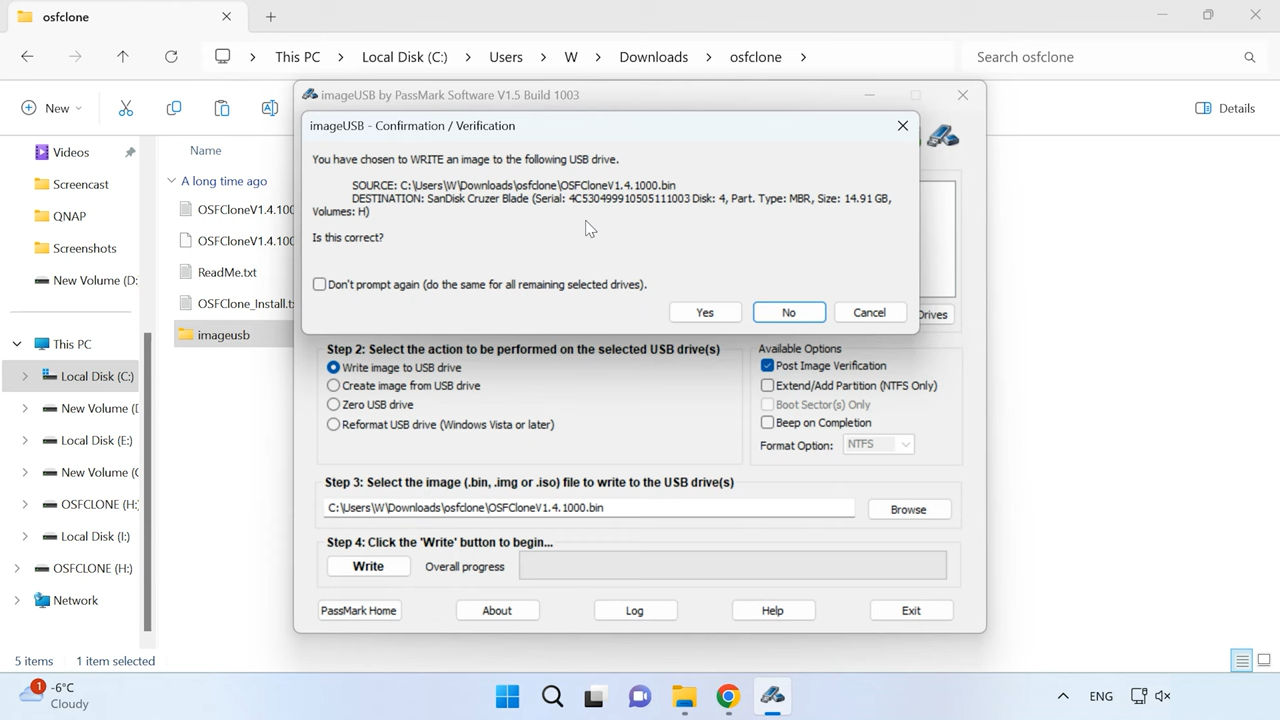 osfclone
This PC
Local Disk (C:)
Users
W
Downloads
osfclone
Search osfclone
New
Details
Videos
Screencast
QNAP
Screenshots
New Volume (D:
This PC
Local Disk (C:)
New Volume (D
Local Disk (E:)
New Volume (
OSFCLONE (H:
Local Disk (I:)
OSFCLONE (H:)
Network
Name
A long time ago
OSFCloneV1.4.100
OSFCloneV1.4.100
ReadMe.txt
OSFClone_Install.t
imageusb
imageUSB by PassMark Software V1.5 Build 1003
imageUSB - Confirmation / Verification
You have chosen to WRITE an image to the following USB drive.
SOURCE: C:\Users\W\Downloads\osfclone\OSFCloneV1.4.1000.bin
DESTINATION: SanDisk Cruzer Blade (Serial: 4C530499910505111003 Disk: 4, Part. Type: MBR, Size: 14.91 GB,
Volumes: H)
Is this correct?
Don't prompt again (do the same for all remaining selected drives).
Yes
No
Cancel
Drives
Step 2: Select the action to be performed on the selected USB drive(s)
Write image to USB drive
Create image from USB drive
Zero USB drive
Reformat USB drive (Windows Vista or later)
Available Options
Post Image Verification
Extend/Add Partition (NTFS Only)
Boot Sector(s) Only
Beep on Completion
Format Option: NTFS
Step 3: Select the image (.bin, .img or .iso) file to write to the USB drive(s)
C:\Users\W\Downloads\osfclone\OSFCloneV1.4.1000.bin
Browse
Step 4: Click the 'Write' button to begin...
Write
Overall progress
PassMark Home
About
Log
Help
Exit
5 items
1 item selected
1
-6°C
Cloudy
ENG